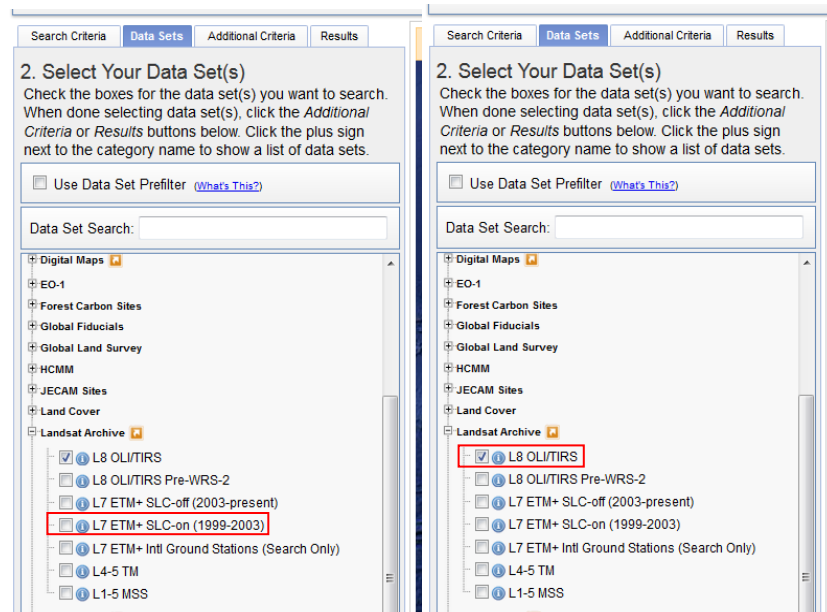 Search Criteria Data Sets Additional Criteria Results
2. Select Your Data Set(s)
Check the boxes for the data set(s) you want to search.
When done selecting data set(s), click the Additional
Criteria or Results buttons below. Click the plus sign
next to the category name to show a list of data sets.
Use Data Set Prefilter (What's This?)
Data Set Search:
Digital Maps
EO-1
Forest Carbon Sites
Global Fiducials
Global Land Survey
HCMM
JECAM Sites
Land Cover
Landsat Archive
L8 OLI/TIRS
L8 OLI/TIRS Pre-WRS-2
L7 ETM+ SLC-off (2003-present)
L7 ETM+ SLC-on (1999-2003)
L7 ETM+ Intl Ground Stations (Search Only)
L4-5 TM
L1-5 MSS
Search Criteria Data Sets Additional Criteria Results
2. Select Your Data Set(s)
Check the boxes for the data set(s) you want to search.
When done selecting data set(s), click the Additional
Criteria or Results buttons below. Click the plus sign
next to the category name to show a list of data sets.
Use Data Set Prefilter (What's This?)
Data Set Search:
Digital Maps
EO-1
Forest Carbon Sites
Global Fiducials
Global Land Survey
HCMM
JECAM Sites
Land Cover
Landsat Archive
L8 OLI/TIRS
L8 OLI/TIRS Pre-WRS-2
L7 ETM+ SLC-off (2003-present)
L7 ETM+ SLC-on (1999-2003)
L7 ETM+ Intl Ground Stations (Search Only)
L4-5 TM
L1-5 MSS